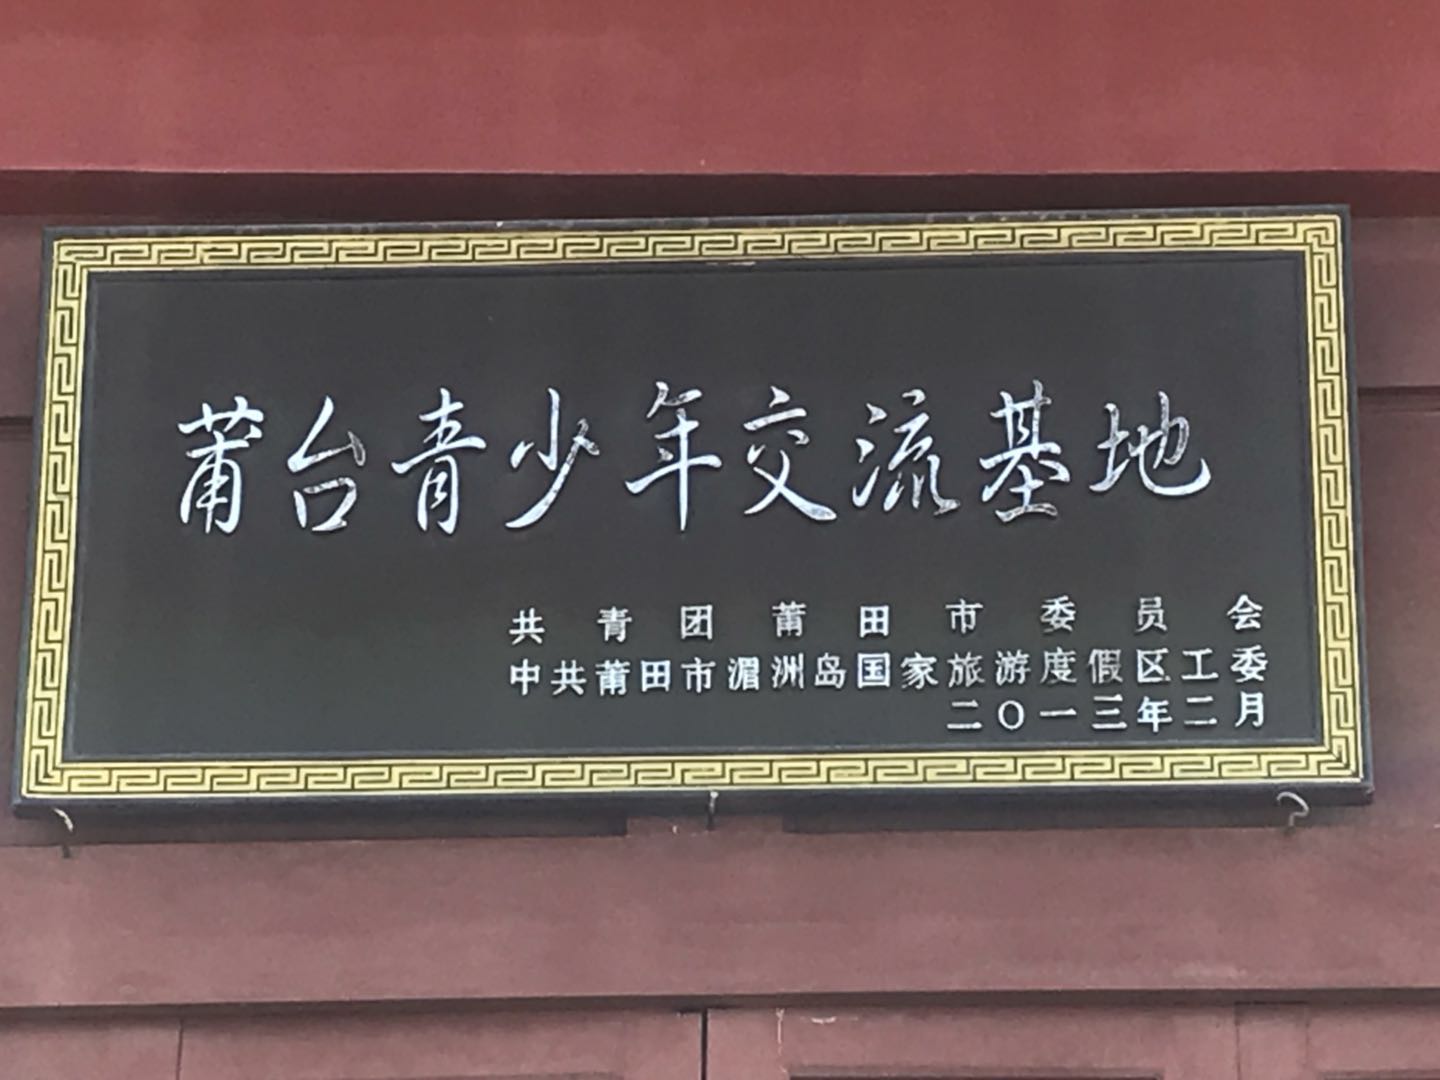 莆台青少年交流基地
共青团莆田市委员会
中共莆田市湄洲岛国家旅游度假区工委
二〇一三年二月